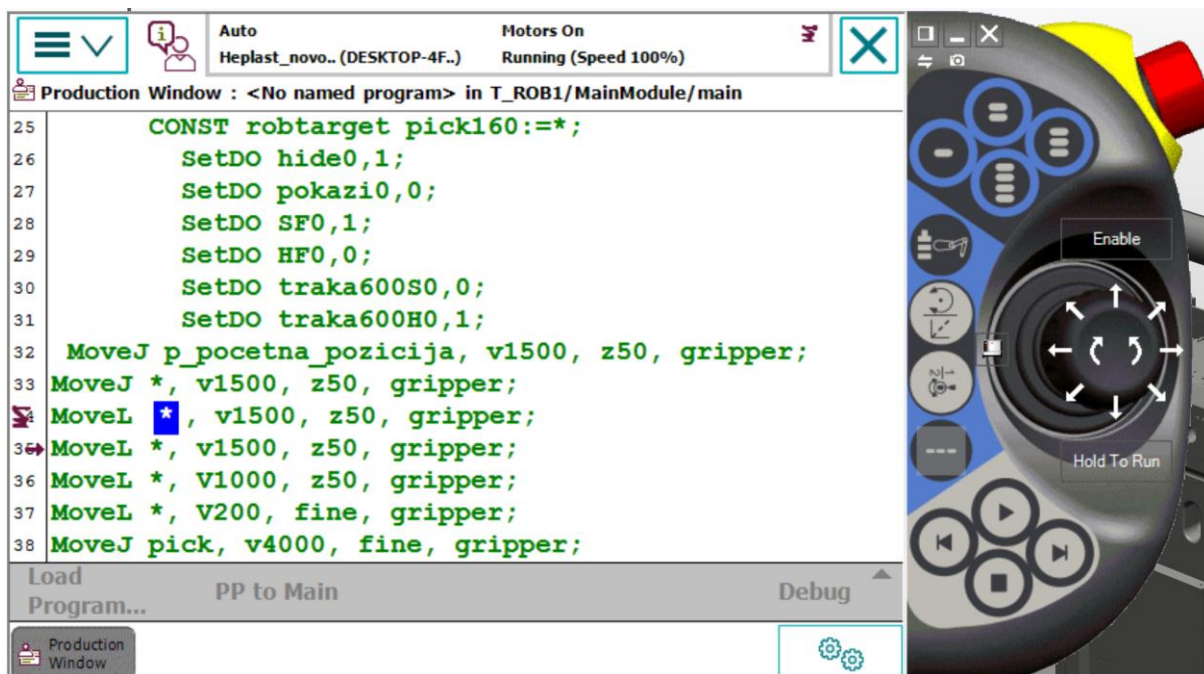 Auto
Motors On
Heplast_novo.. (DESKTOP-4F..)
Running (Speed 100%)
Production Window : <No named program> in T_ROB1/MainModule/main
25 CONST robtarget pick160:=*;
26 SetDO hide0,1;
27 SetDO pokazi0,0;
28 SetDO SF0,1;
29 SetDO HF0,0;
30 SetDO traka600S0,0;
31 SetDO traka600H0,1;
32 MoveJ p_pocetna_pozicija, v1500, z50, gripper;
33 MoveJ *, v1500, z50, gripper;
MoveL *, v1500, z50, gripper;
MoveL *, v1500, z50, gripper;
36 MoveL *, V1000, z50, gripper;
37 MoveL *, V200, fine, gripper;
38 MoveJ pick, v4000, fine, gripper;
Load
Program...
PP to Main
Debug
Production
Window
Enable
Hold To Run